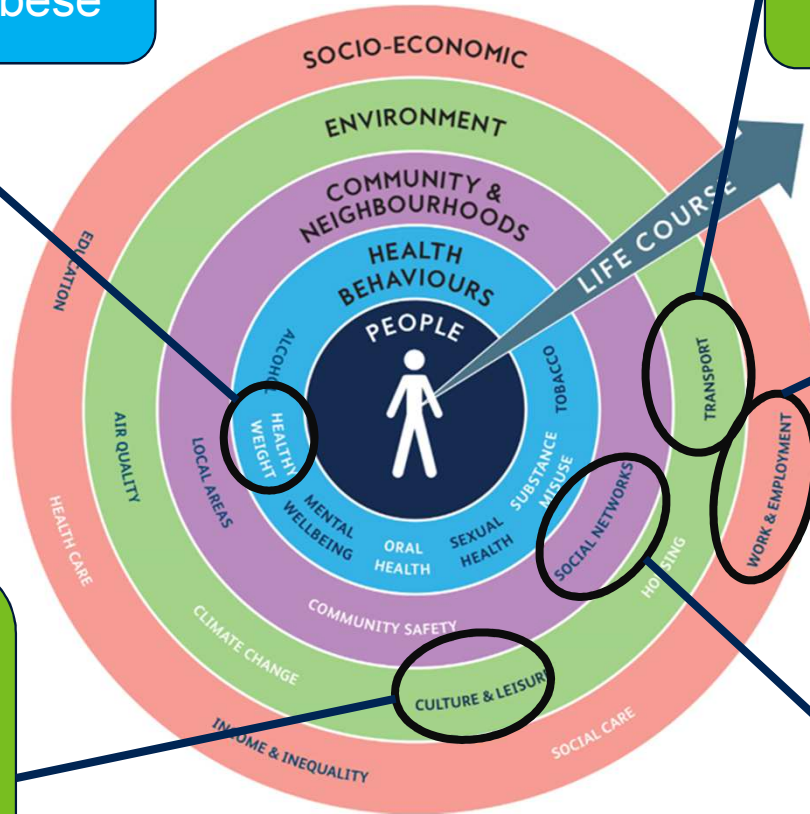 obese
SOCIO-ECONOMIC
ENVIRONMENT
COMMUNITY &
NEIGHBOURHOODS
HEALTH
BEHAVIOURS
PEOPLE
LIFE COURSE
EDUCATION
ALCOHOL
TOBACCO
TRANSPORT
HEALTHY
WEIGHT
AIR QUALITY
LOCAL AREAS
MENTAL
WELLBEING
ORAL
HEALTH
SEXUAL
HEALTH
SUBSTANCE
MISUSE
SOCIAL NETWORKS
WORK & EMPLOYMENT
HOUSING
HEALTH CARE
COMMUNITY SAFETY
CLIMATE CHANGE
CULTURE & LEISURE
INCOME & INEQUALITY
SOCIAL CARE